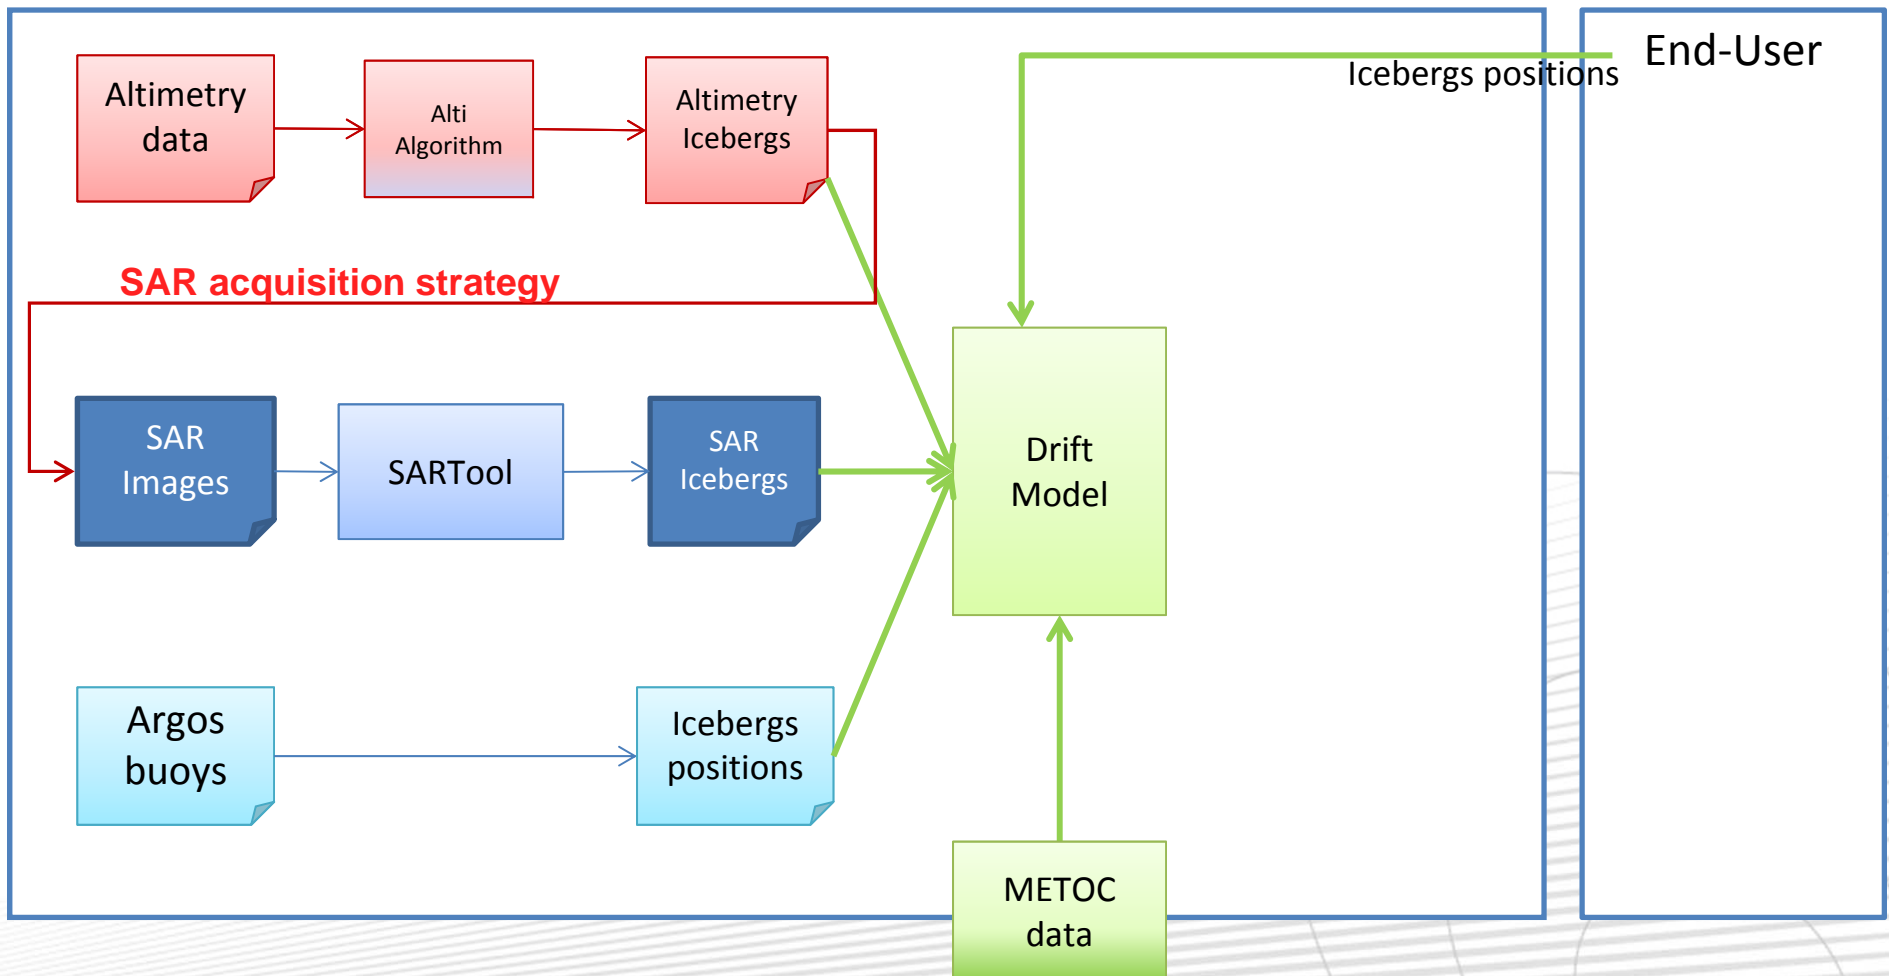 Altimetry
data
Alti
Algorithm
Altimetry
Icebergs
Icebergs positions
End-User
SAR acquisition strategy
SAR
Images
SARTool
SAR
Icebergs
Drift
Model
Argos
buoys
Icebergs
positions
METOC
data